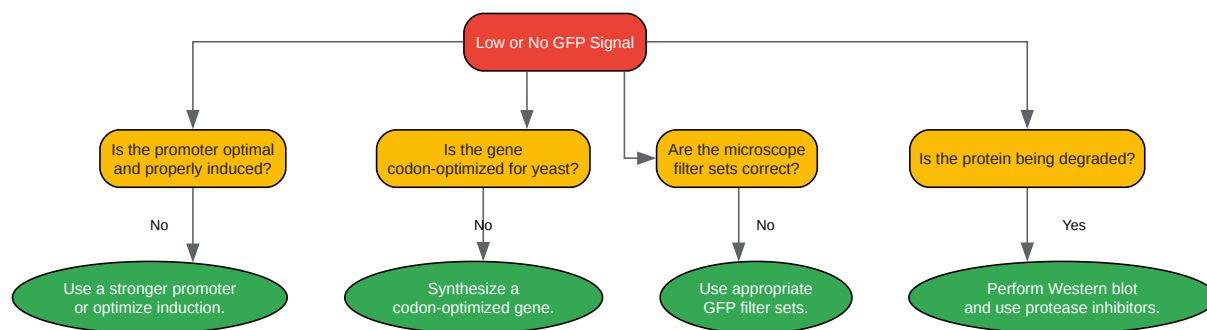 Low or No GFP Signal
Is the promoter optimal
and properly induced?
Is the gene
codon-optimized for yeast?
Are the microscope
filter sets correct?
Is the protein being degraded?
No
No
No
Yes
Use a stronger promoter
or optimize induction.
Synthesize a
codon-optimized gene.
Use appropriate
GFP filter sets.
Perform Western blot
and use protease inhibitors.